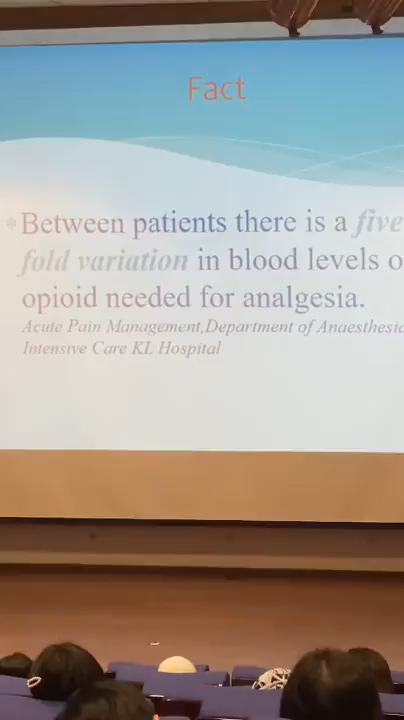 Fact
Between patients there is a five
fold variation in blood levels o
opioid needed for analgesia.
Acute Pain Management,Department of Anaesthesia
Intensive Care KL Hospital